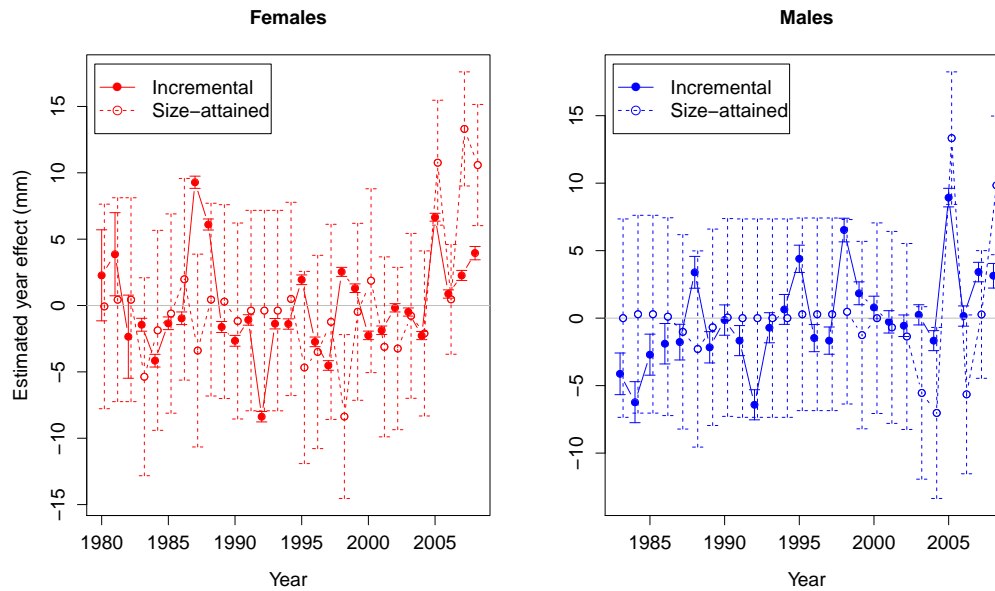 Females
Incremental
Size−attained
Estimated year effect (mm)
15
10
5
0
−5
−10
−15
1980 1985 1990 1995 2000 2005
Year
Males
Incremental
Size−attained
15
10
5
0
−5
−10
1985 1990 1995 2000 2005
Year